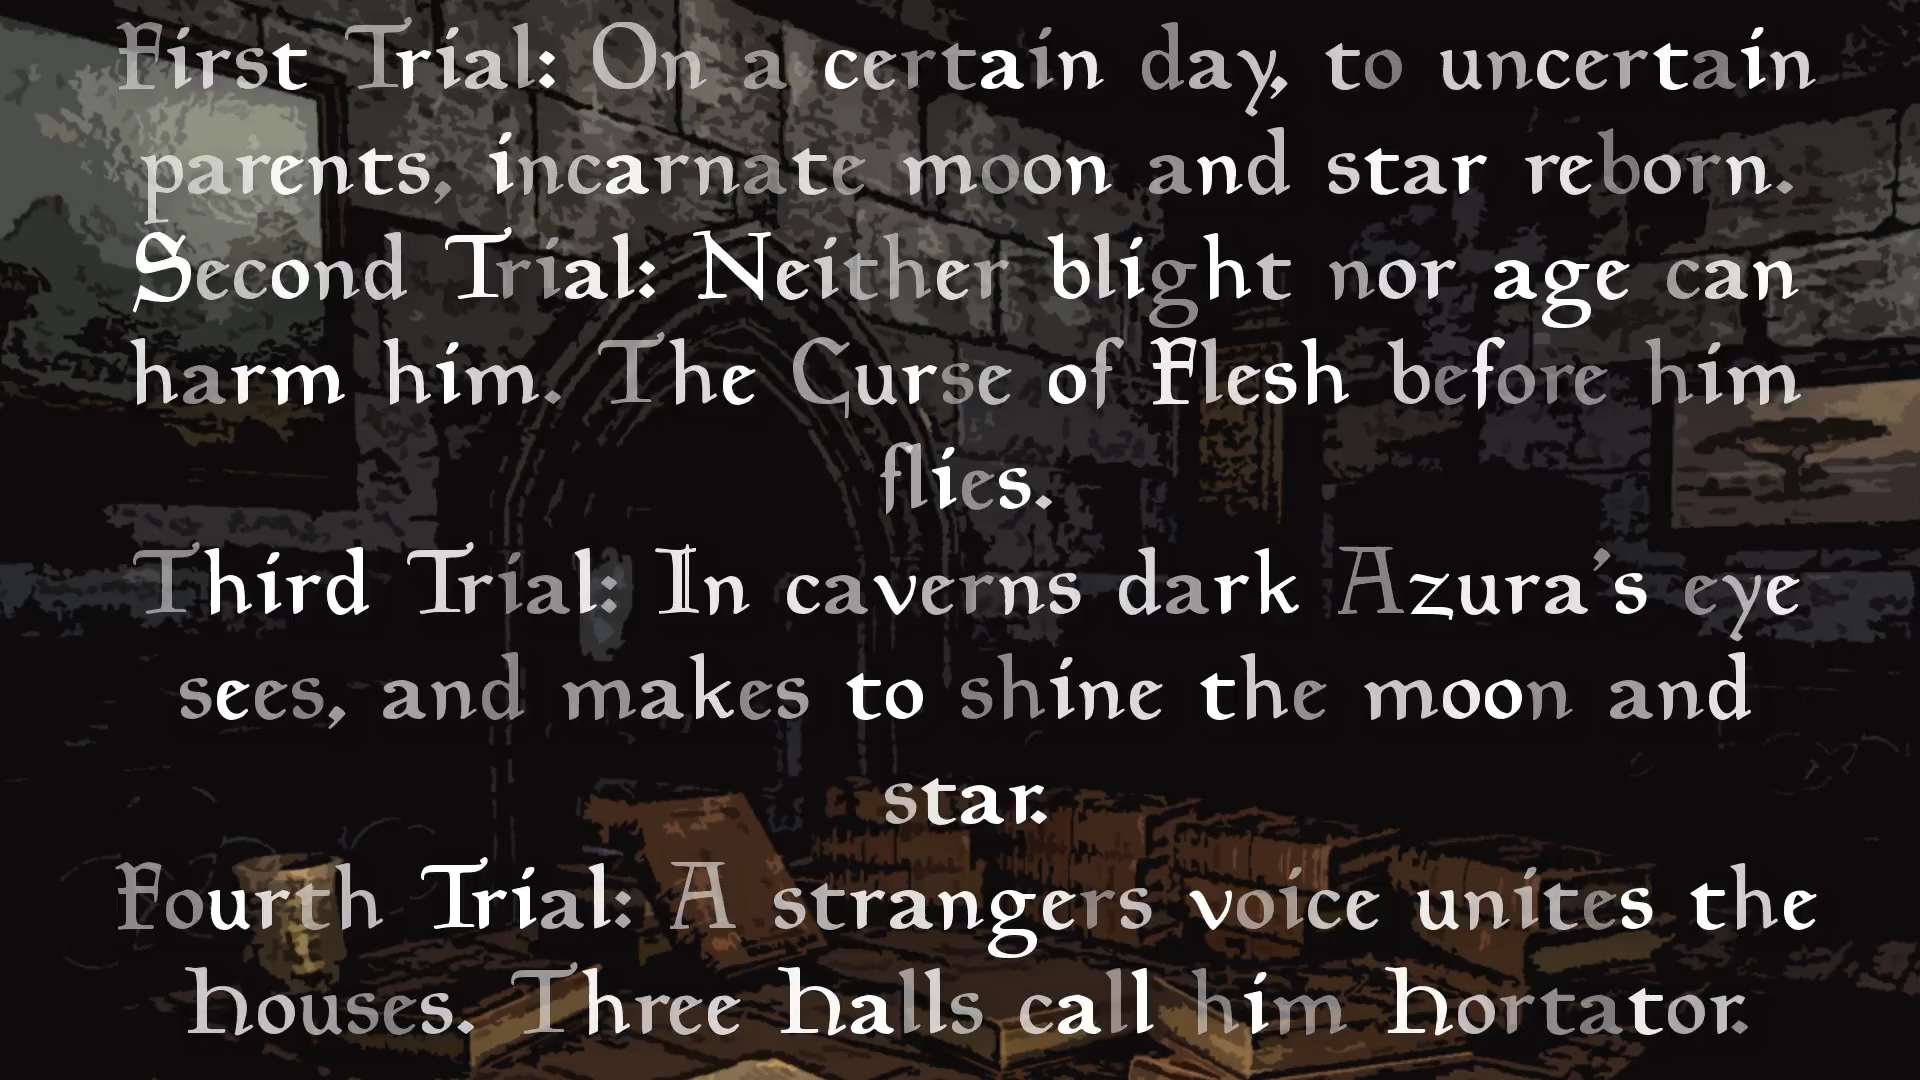 First Trial: On a certain day, to uncertain
parents, incarnate moon and star reborn.
Second Trial: Neither blight nor age can
harm him. The Curse of Flesh before him
flies.
Third Trial: In caverns dark Azura's eye
sees, and makes to shine the moon and
star.
Fourth Trial: A strangers voice unites the
Houses. Three Halls call him Hortator.